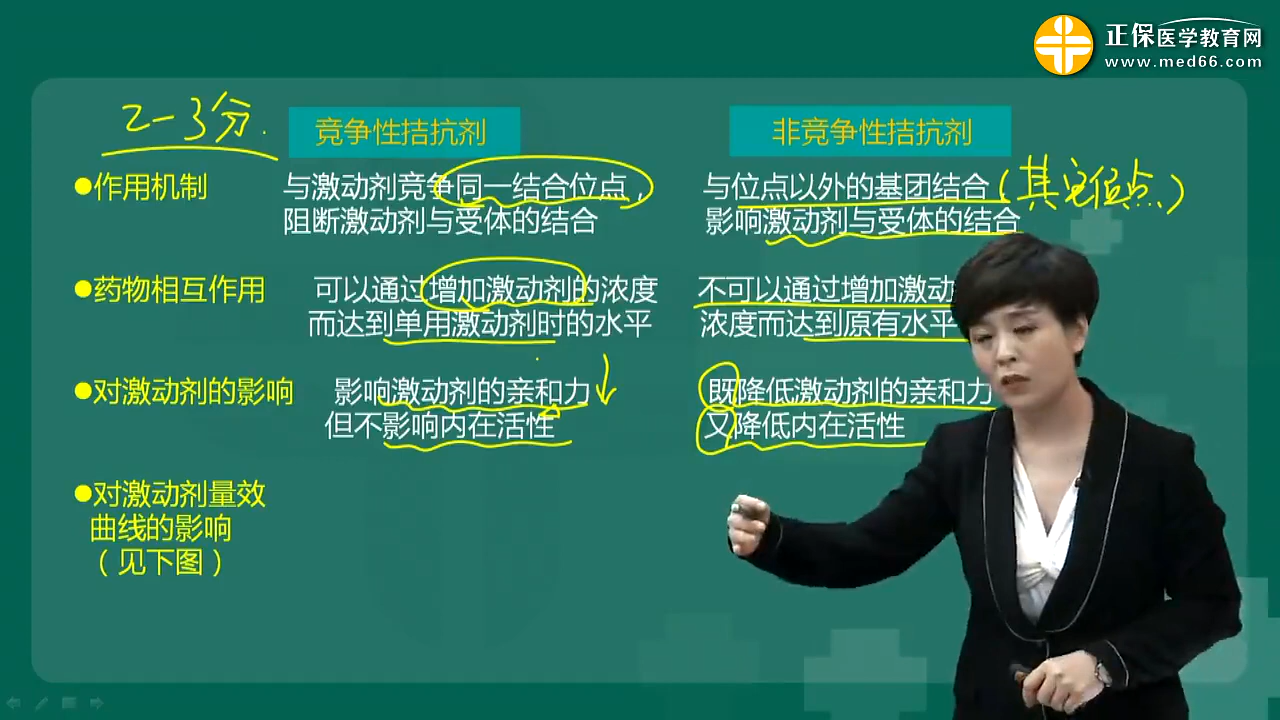 正保医学教育网
www.med66.com
2-3分.
竞争性拮抗剂
非竞争性拮抗剂
●作用机制
与激动剂竞争同一结合位点，
阻断激动剂与受体的结合
与位点以外的基团结合(其它位点)
影响激动剂与受体的结合
●药物相互作用
可以通过增加激动剂的浓度
而达到单用激动剂时的水平
不可以通过增加激动
浓度而达到原有水平
●对激动剂的影响
影响激动剂的亲和力↓
但不影响内在活性
既降低激动剂的亲和力
又降低内在活性
●对激动剂量效
曲线的影响
（见下图）